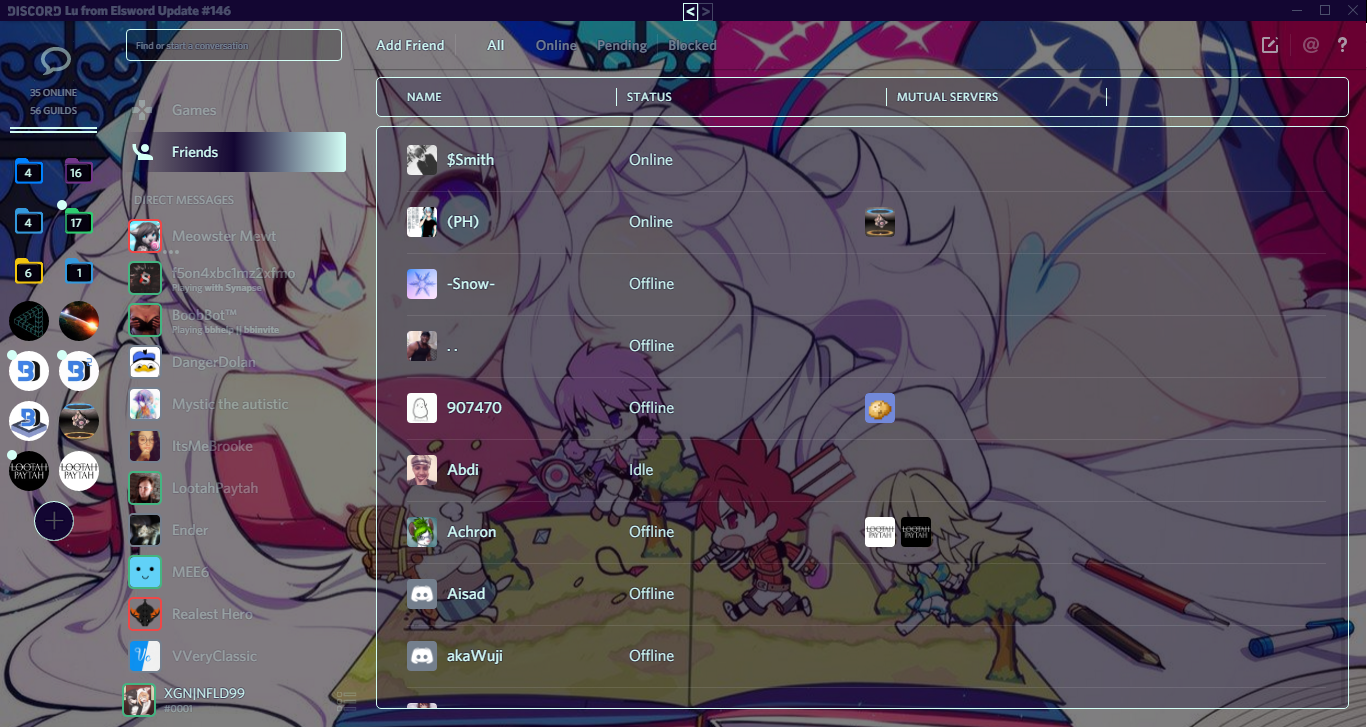 DISCORD Lu from Elsword Update #146
< >
Find or start a conversation
Add Friend All Online Pending Blocked
@ ?
35 ONLINE
56 GUILDS
NAME STATUS MUTUAL SERVERS
Games
Friends
DIRECT MESSAGES
4 16
4 17
6 1
LOOTAH PAYTAH
LOOTAH PAYTAH
Meowster Mewt
f5on4xbc1mz2xfmo
Playing with Synapse
BoobBot™
Playing bbhelp || bbinvite
DangerDolan
Mystic the autistic
ItsMeBrooke
LootahPaytah
Ender
MEE6
Realest Hero
VVeryClassic
XGN|NFLD99
#0001
$Smith Online
(PH) Online
-Snow- Offline
. . Offline
907470 Offline
Abdi Idle
Achron Offline
LOOTAH PAYTAH
LOOTAH PAYTAH
Aisad Offline
akaWuji Offline